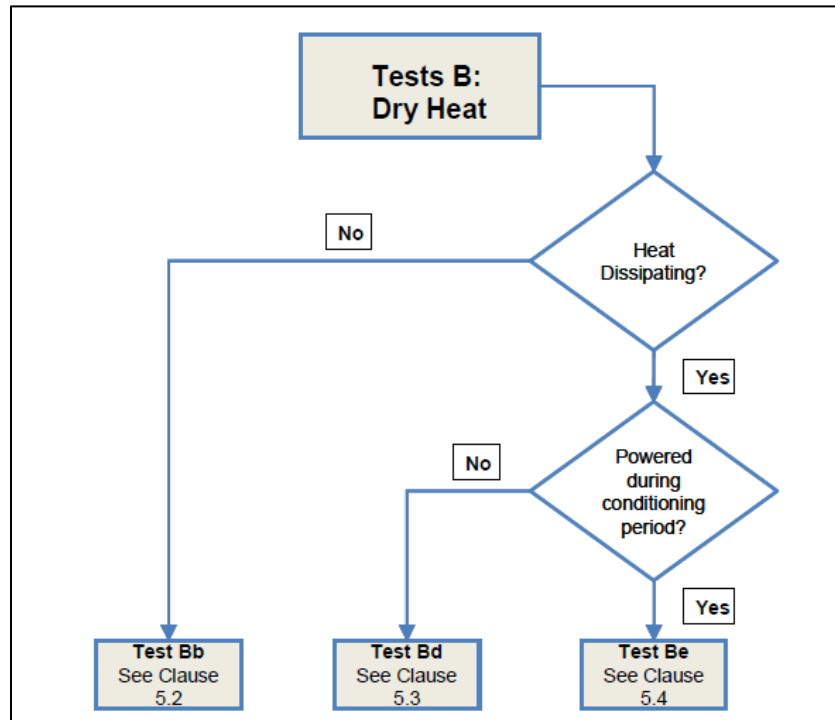 Tests B:
Dry Heat
No
Heat
Dissipating?
Yes
No
Powered
during
conditioning
period?
Yes
Test Bb
See Clause
5.2
Test Bd
See Clause
5.3
Test Be
See Clause
5.4